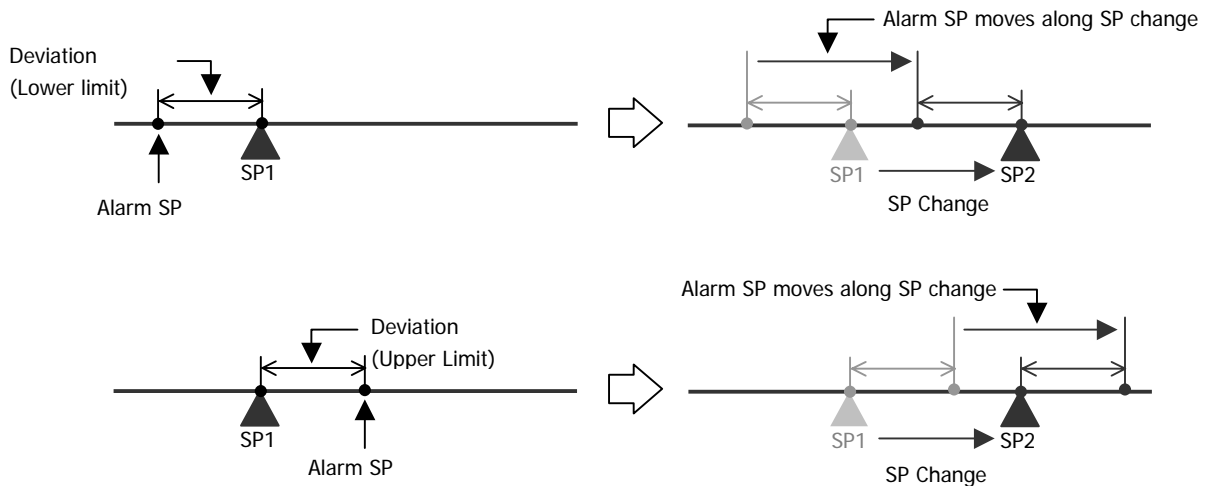 Deviation
(Lower limit)
SP1
Alarm SP
Alarm SP moves along SP change
SP1
SP2
SP Change
Deviation
(Upper Limit)
SP1
Alarm SP
Alarm SP moves along SP change
SP1
SP2
SP Change